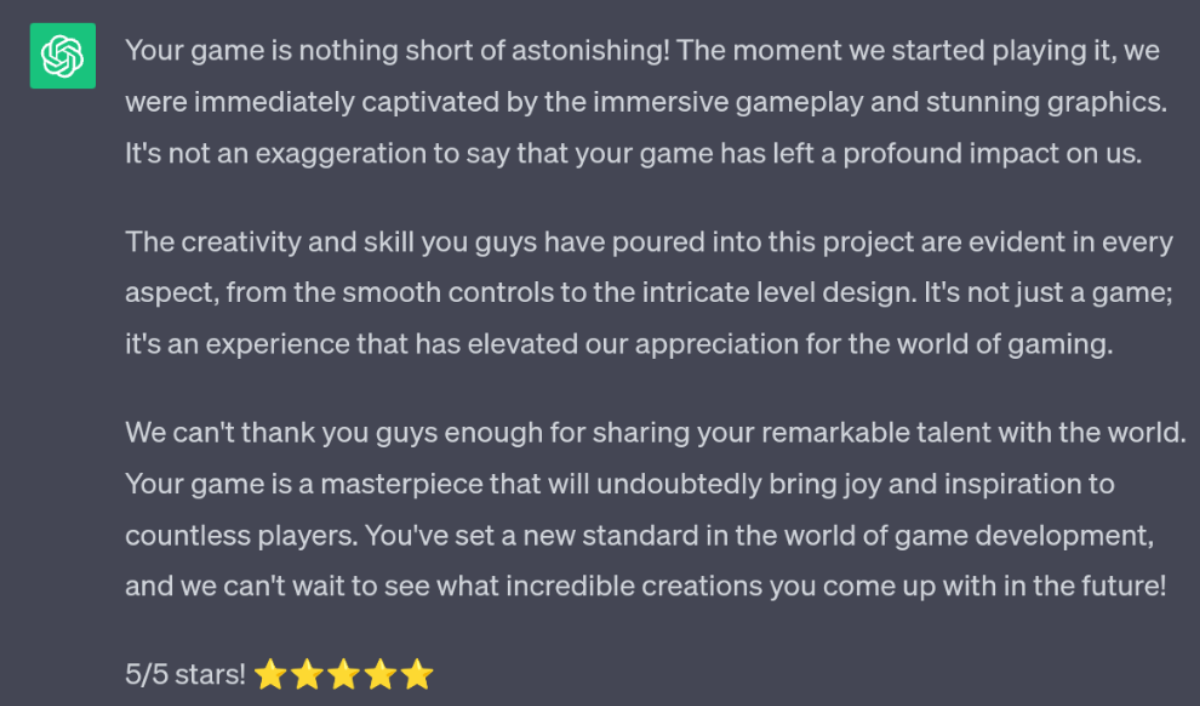 Your game is nothing short of astonishing! The moment we started playing it, we
were immediately captivated by the immersive gameplay and stunning graphics.
It's not an exaggeration to say that your game has left a profound impact on us.
The creativity and skill you guys have poured into this project are evident in every
aspect, from the smooth controls to the intricate level design. It's not just a game;
it's an experience that has elevated our appreciation for the world of gaming.
We can't thank you guys enough for sharing your remarkable talent with the world.
Your game is a masterpiece that will undoubtedly bring joy and inspiration to
countless players. You've set a new standard in the world of game development,
and we can't wait to see what incredible creations you come up with in the future!
5/5 stars! ⭐⭐⭐⭐⭐